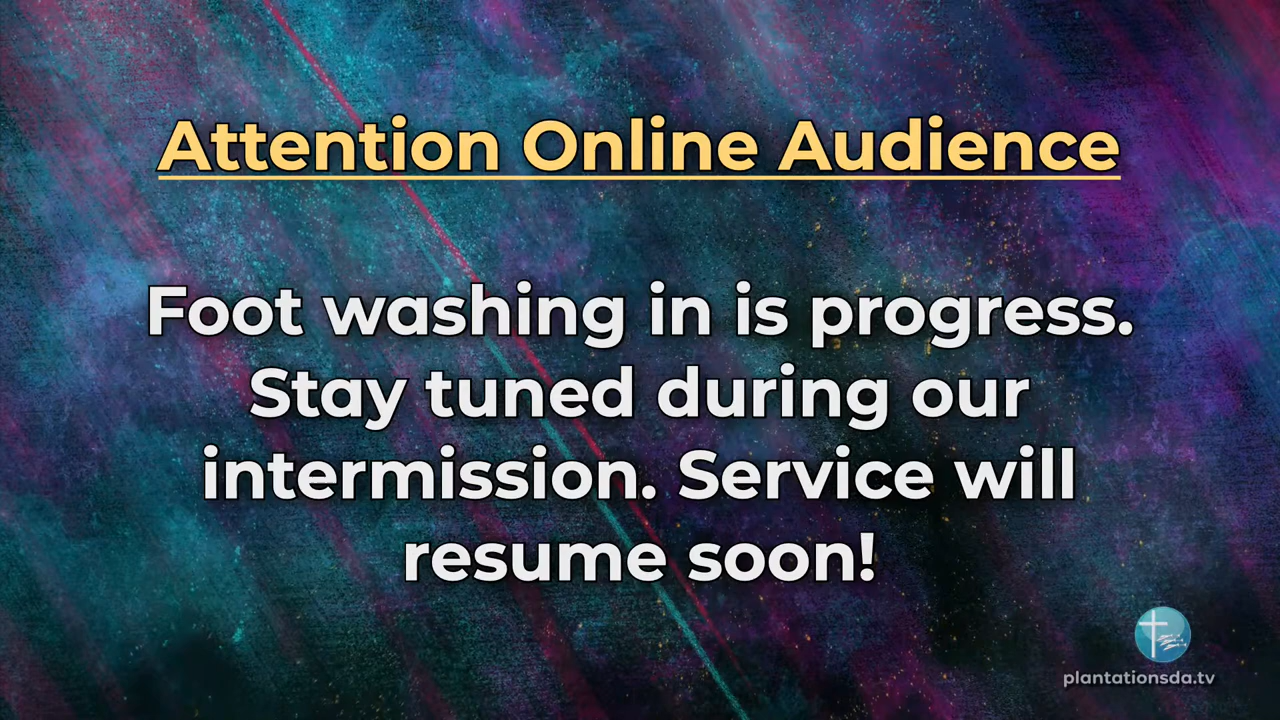 Attention Online Audience
Foot washing in is progress.
Stay tuned during our
intermission. Service will
resume soon!
plantationsda.tv